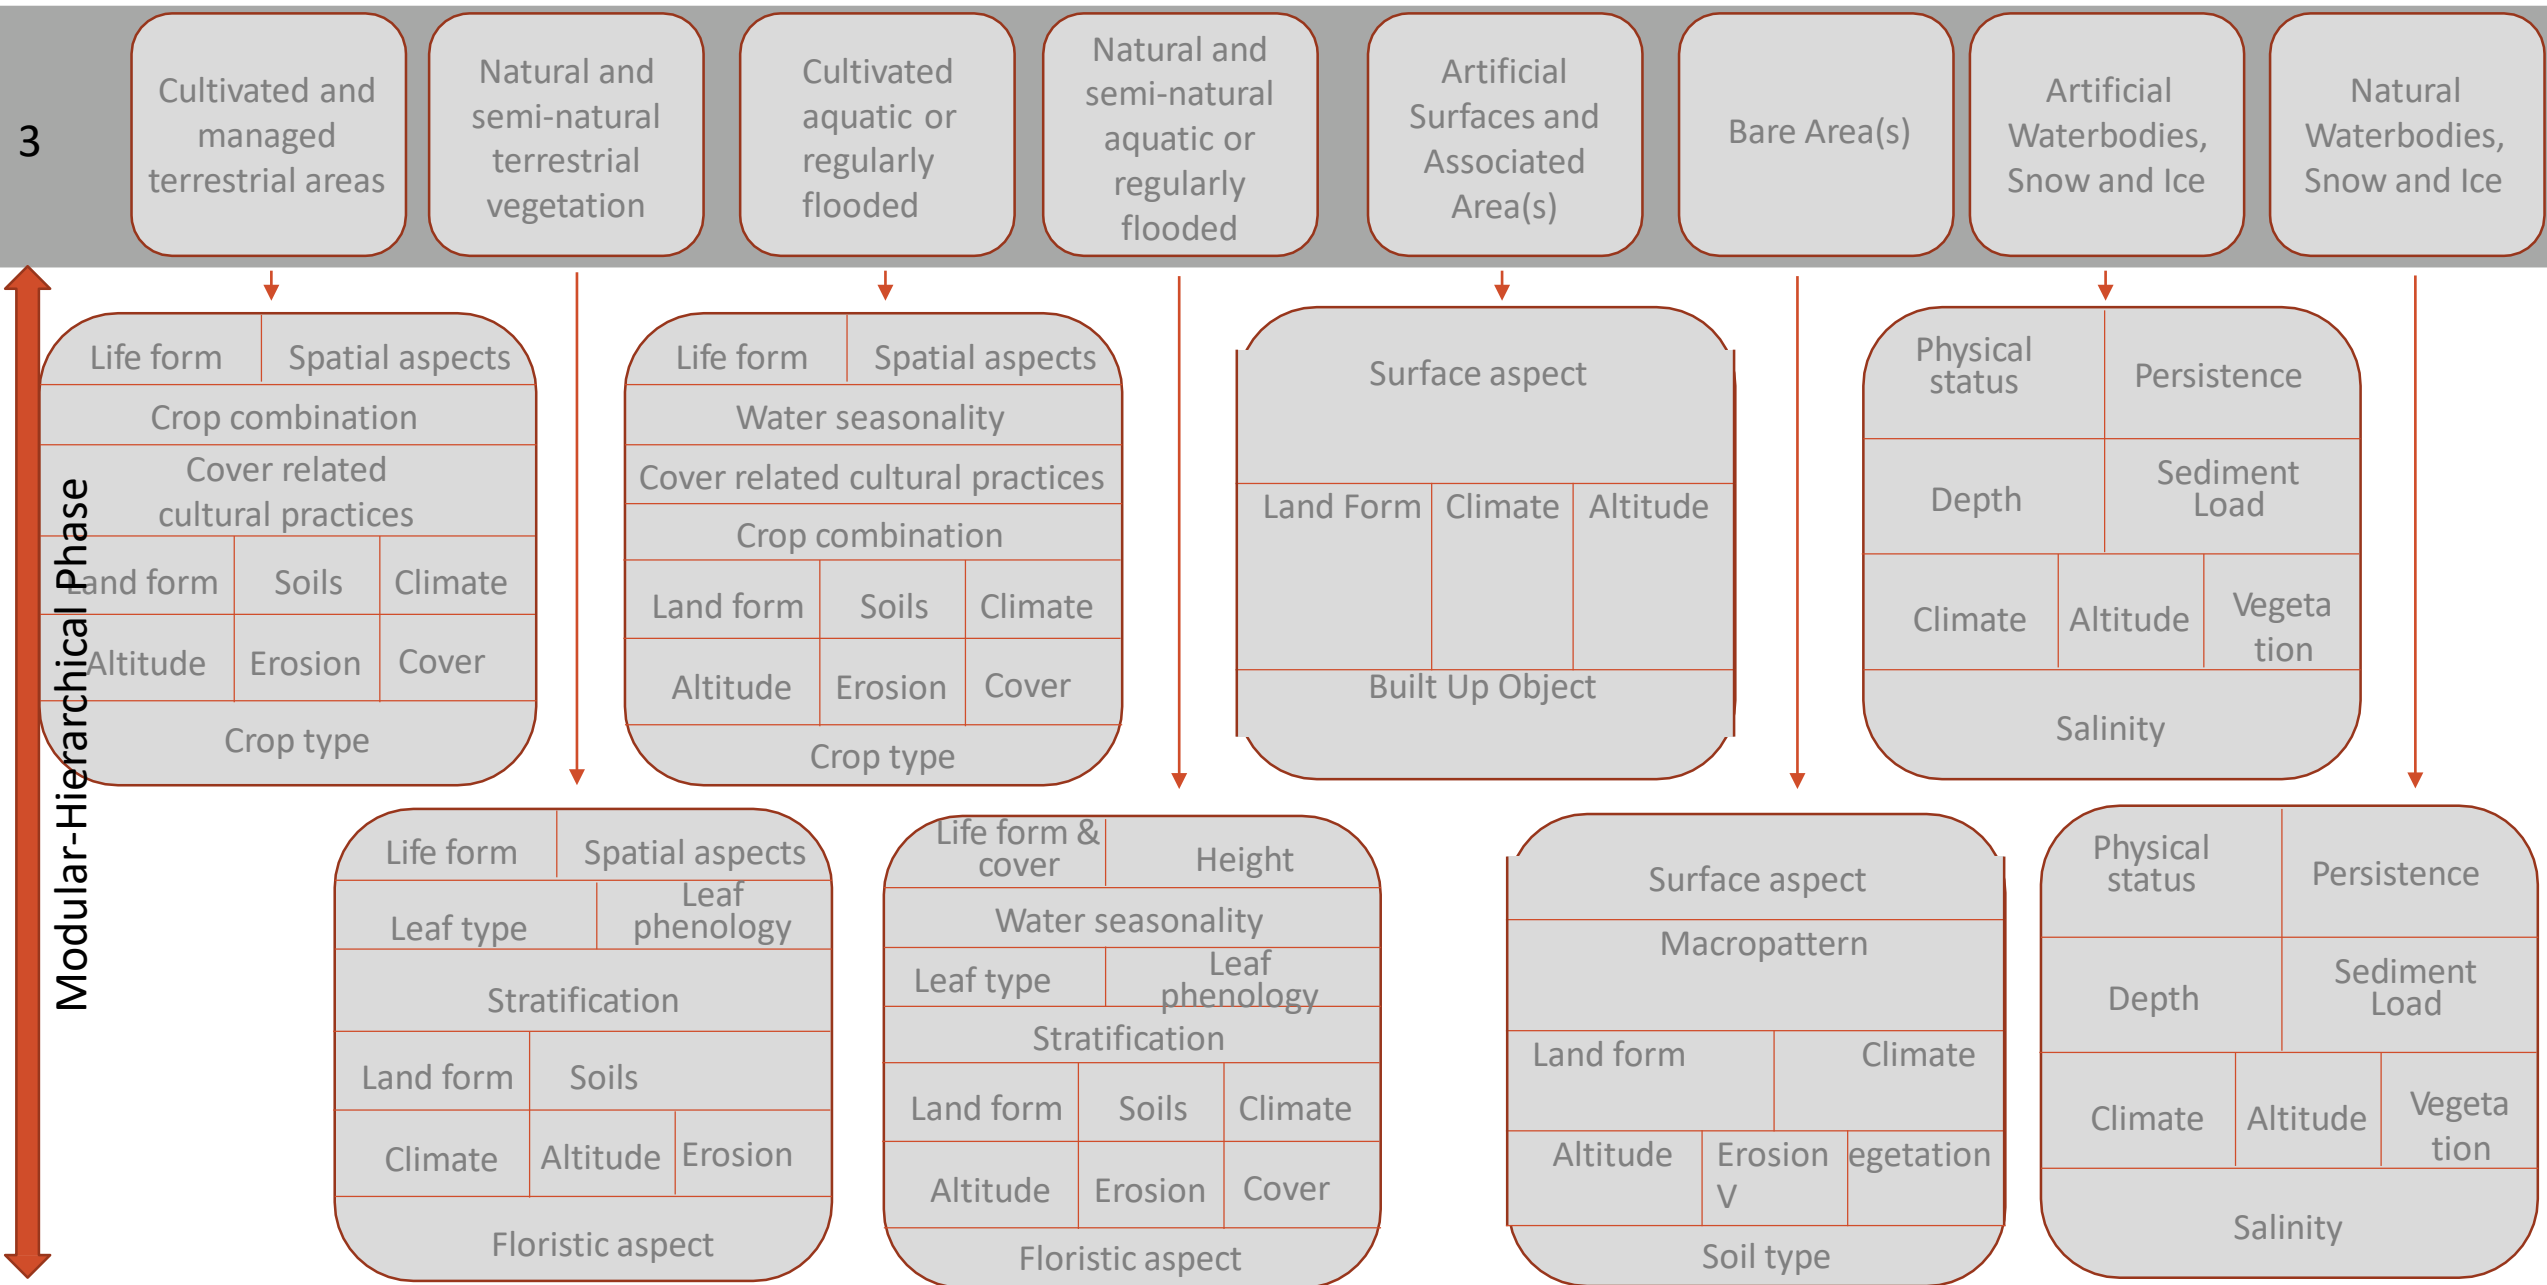 3
Cultivated and
managed
terrestrial areas
Natural and
semi-natural
terrestrial
vegetation
Cultivated
aquatic or
regularly
flooded
Natural and
semi-natural
aquatic or
regularly
flooded
Artificial
Surfaces and
Associated
Area(s)
Bare Area(s)
Artificial
Waterbodies,
Snow and Ice
Natural
Waterbodies,
Snow and Ice
Modular-Hierarchical Phase
Life form
Spatial aspects
Crop combination
Cover related
cultural practices
Land form
Soils
Climate
Altitude
Erosion
Cover
Crop type
Life form
Spatial aspects
Water seasonality
Cover related cultural practices
Crop combination
Land form
Soils
Climate
Altitude
Erosion
Cover
Crop type
Surface aspect
Land Form
Climate
Altitude
Built Up Object
Physical
status
Persistence
Depth
Sediment
Load
Climate
Altitude
Vegeta
tion
Salinity
Life form
Spatial aspects
Leaf type
Leaf
phenology
Stratification
Land form
Soils
Climate
Altitude
Erosion
Floristic aspect
Life form &
cover
Height
Water seasonality
Leaf type
Leaf
phenology
Stratification
Land form
Soils
Climate
Altitude
Erosion
Cover
Floristic aspect
Surface aspect
Macropattern
Land form
Climate
Altitude
Erosion
V
egetation
Soil type
Physical
status
Persistence
Depth
Sediment
Load
Climate
Altitude
Vegeta
tion
Salinity